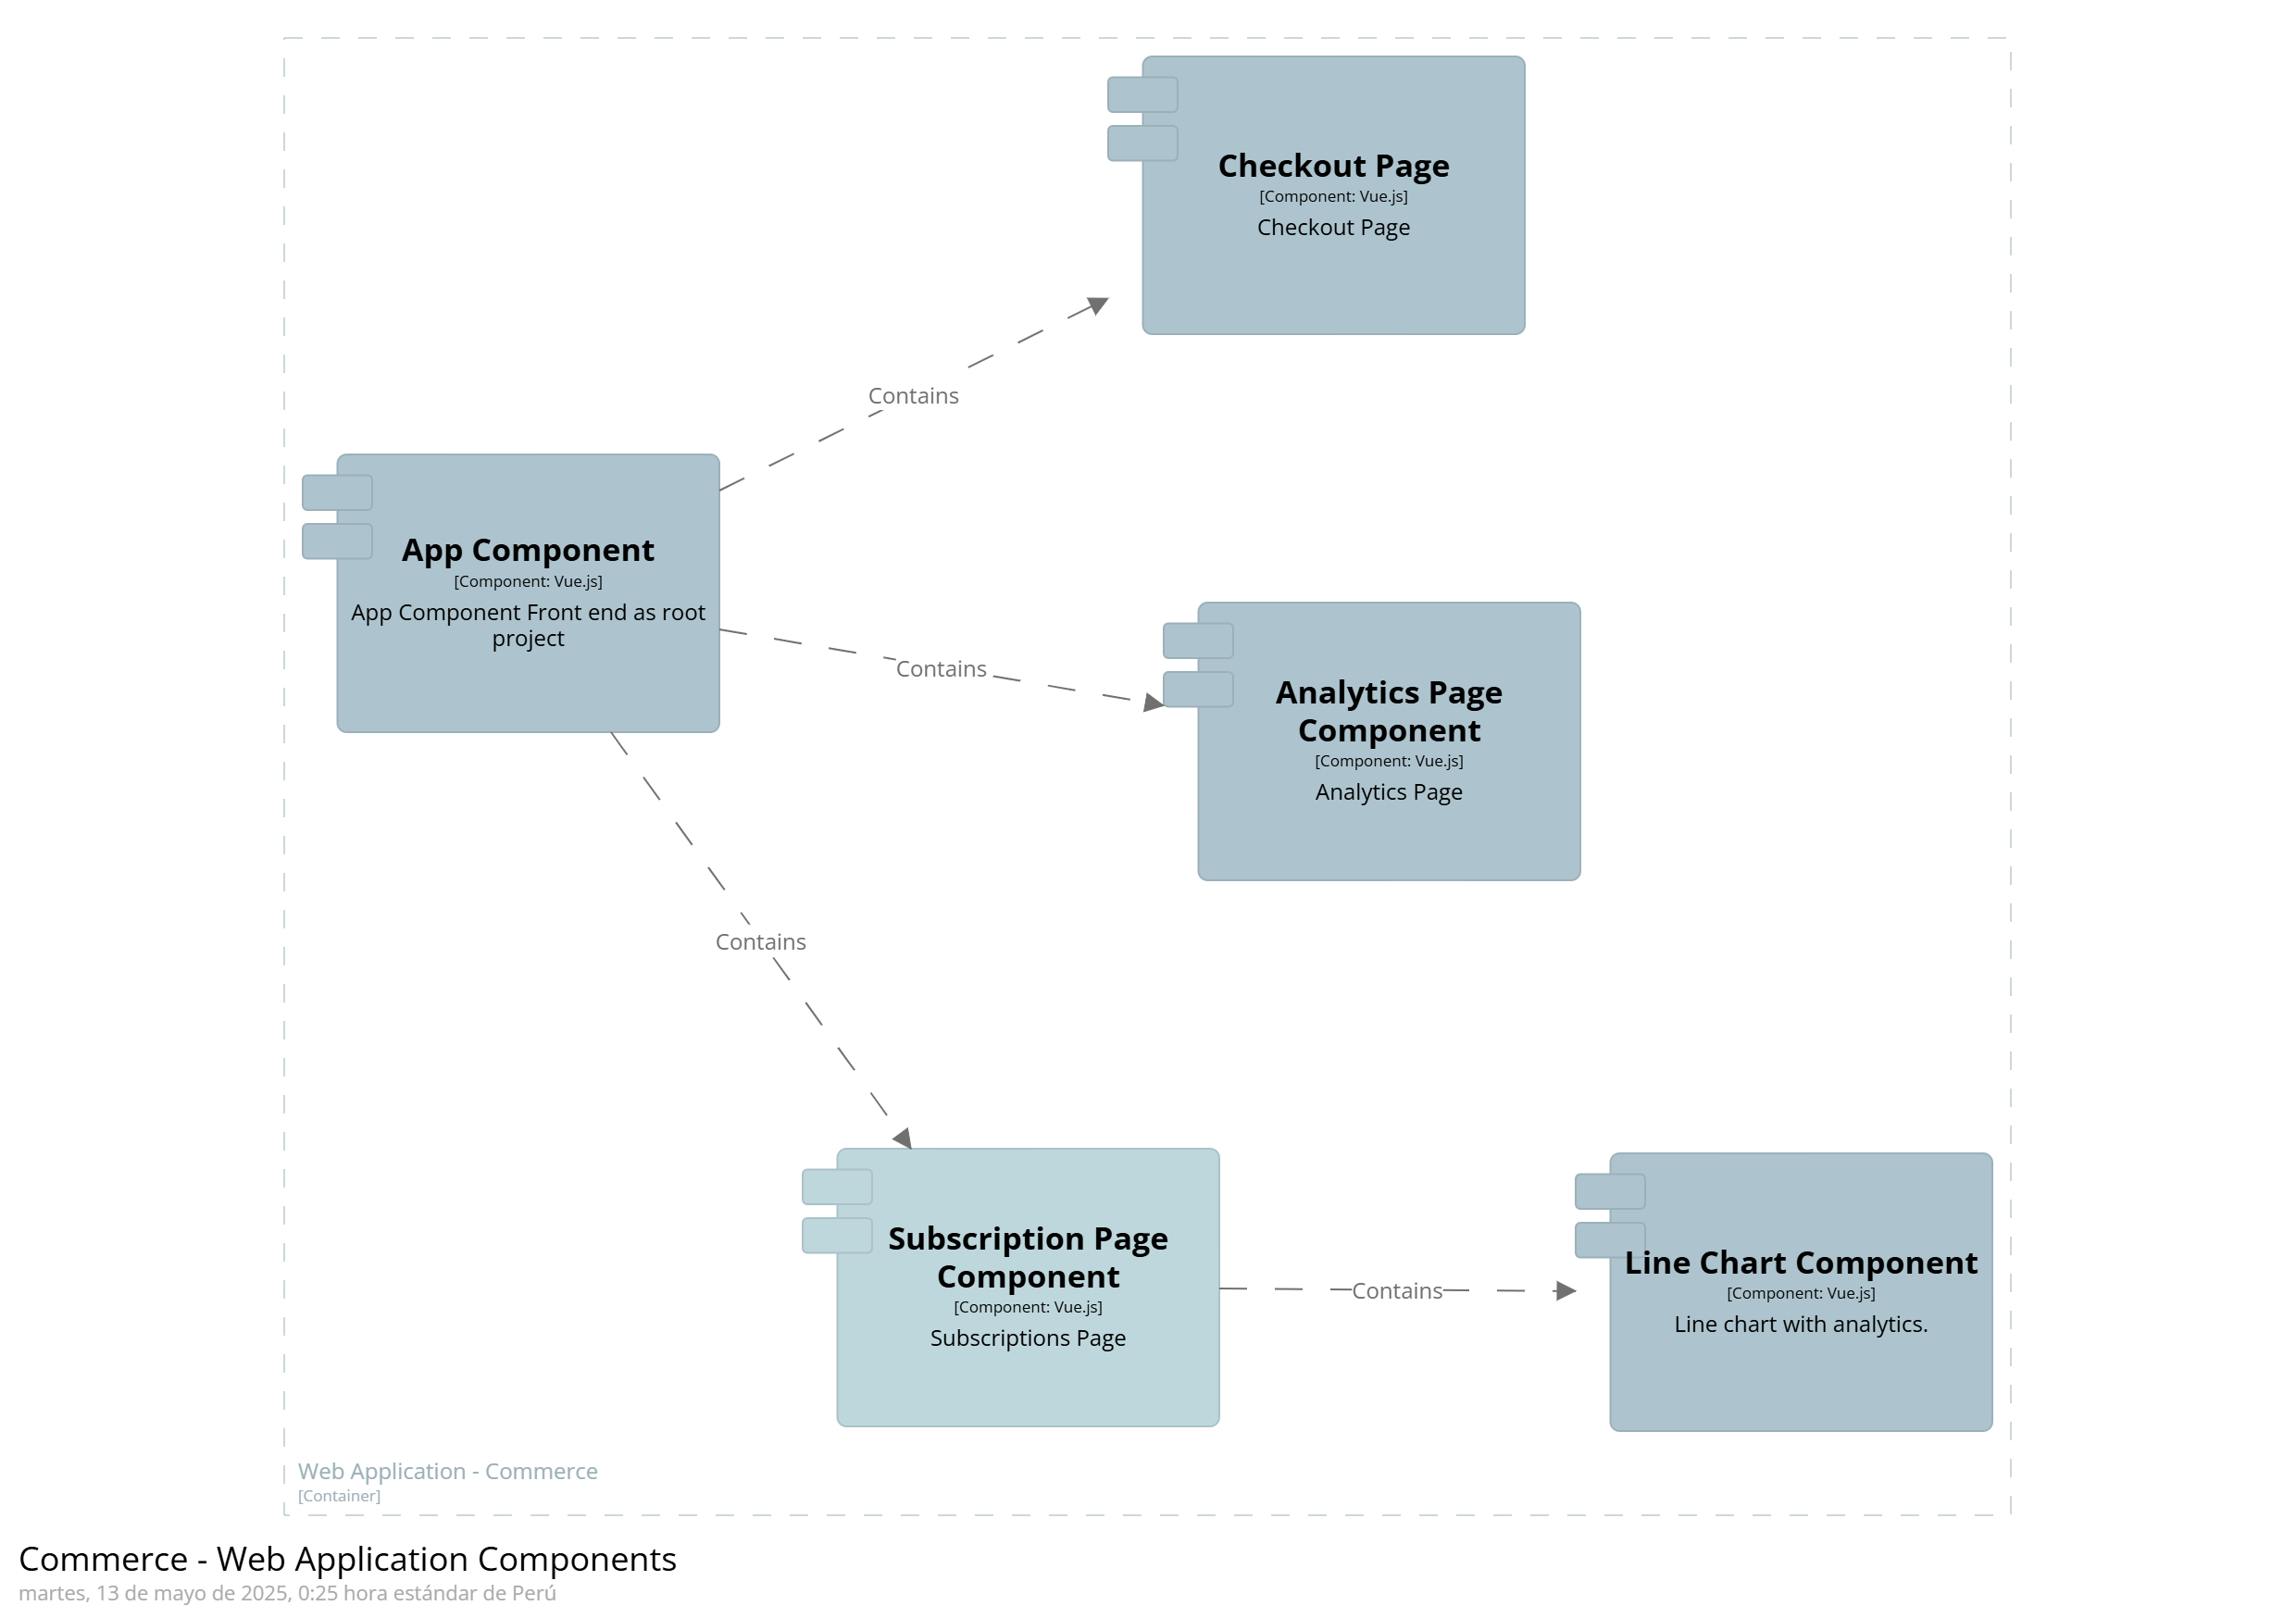 Checkout Page
[Component: Vue.js]
Checkout Page
Contains
App Component
[Component: Vue.js]
App Component Front end as root
project
Contains
Analytics Page
Component
[Component: Vue.js]
Analytics Page
Contains
Subscription Page
Component
[Component: Vue.js]
Subscriptions Page
Contains
Line Chart Component
[Component: Vue.js]
Line chart with analytics.
Web Application - Commerce
[Container]
Commerce - Web Application Components
martes, 13 de mayo de 2025, 0:25 hora estándar de Perú